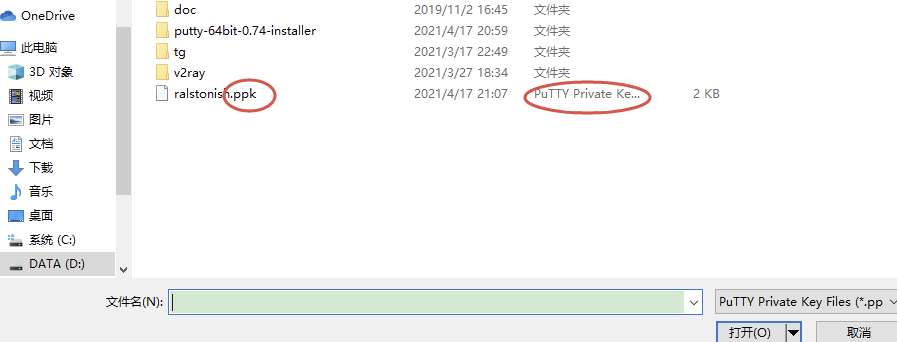 OneDrive
此电脑
3D 对象
视频
图片
文档
下载
音乐
桌面
系统 (C:)
DATA (D:)
doc 2019/11/2 16:45 文件夹
putty-64bit-0.74-installer 2021/4/17 20:59 文件夹
tg 2021/3/17 22:49 文件夹
v2ray 2021/3/27 18:34 文件夹
ralstonish.ppk 2021/4/17 21:07 PuTTY Private Ke... 2 KB
文件名(N): PuTTY Private Key Files (*.pp
打开(O) 取消